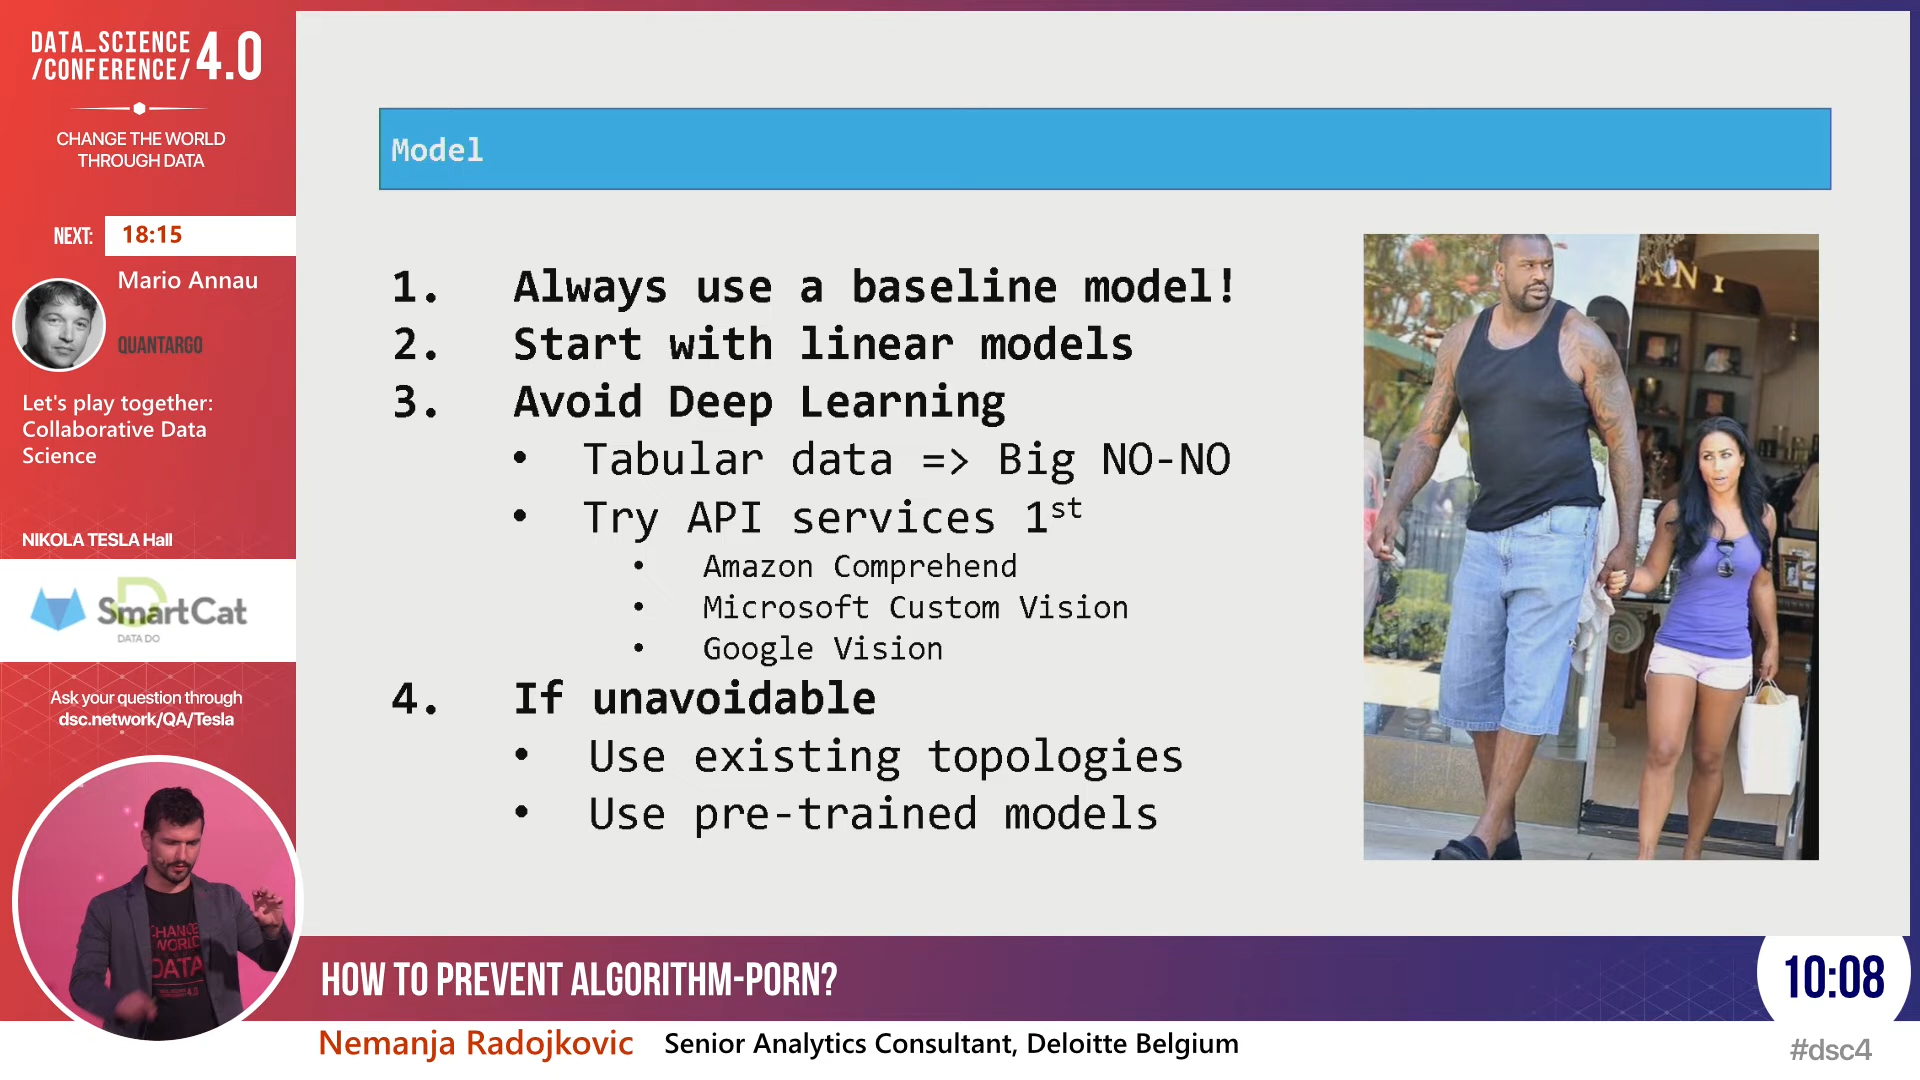 DATA_SCIENCE
/CONFERENCE/ 4.0
CHANGE THE WORLD
THROUGH DATA
NEXT: 18:15
Mario Annau
QUANTARGO
Let's play together:
Collaborative Data
Science
NIKOLA TESLA Hall
SmartCat
DATA DO
Ask your question through
dsc.network/QA/Tesla
CHANGE
WORLD
DATA
Model
1. Always use a baseline model!
2. Start with linear models
3. Avoid Deep Learning
• Tabular data => Big NO-NO
• Try API services 1st
• Amazon Comprehend
• Microsoft Custom Vision
• Google Vision
4. If unavoidable
• Use existing topologies
• Use pre-trained models
ANY
HOW TO PREVENT ALGORITHM-PORN?
10:08
Nemanja Radojkovic Senior Analytics Consultant, Deloitte Belgium
#dsc4